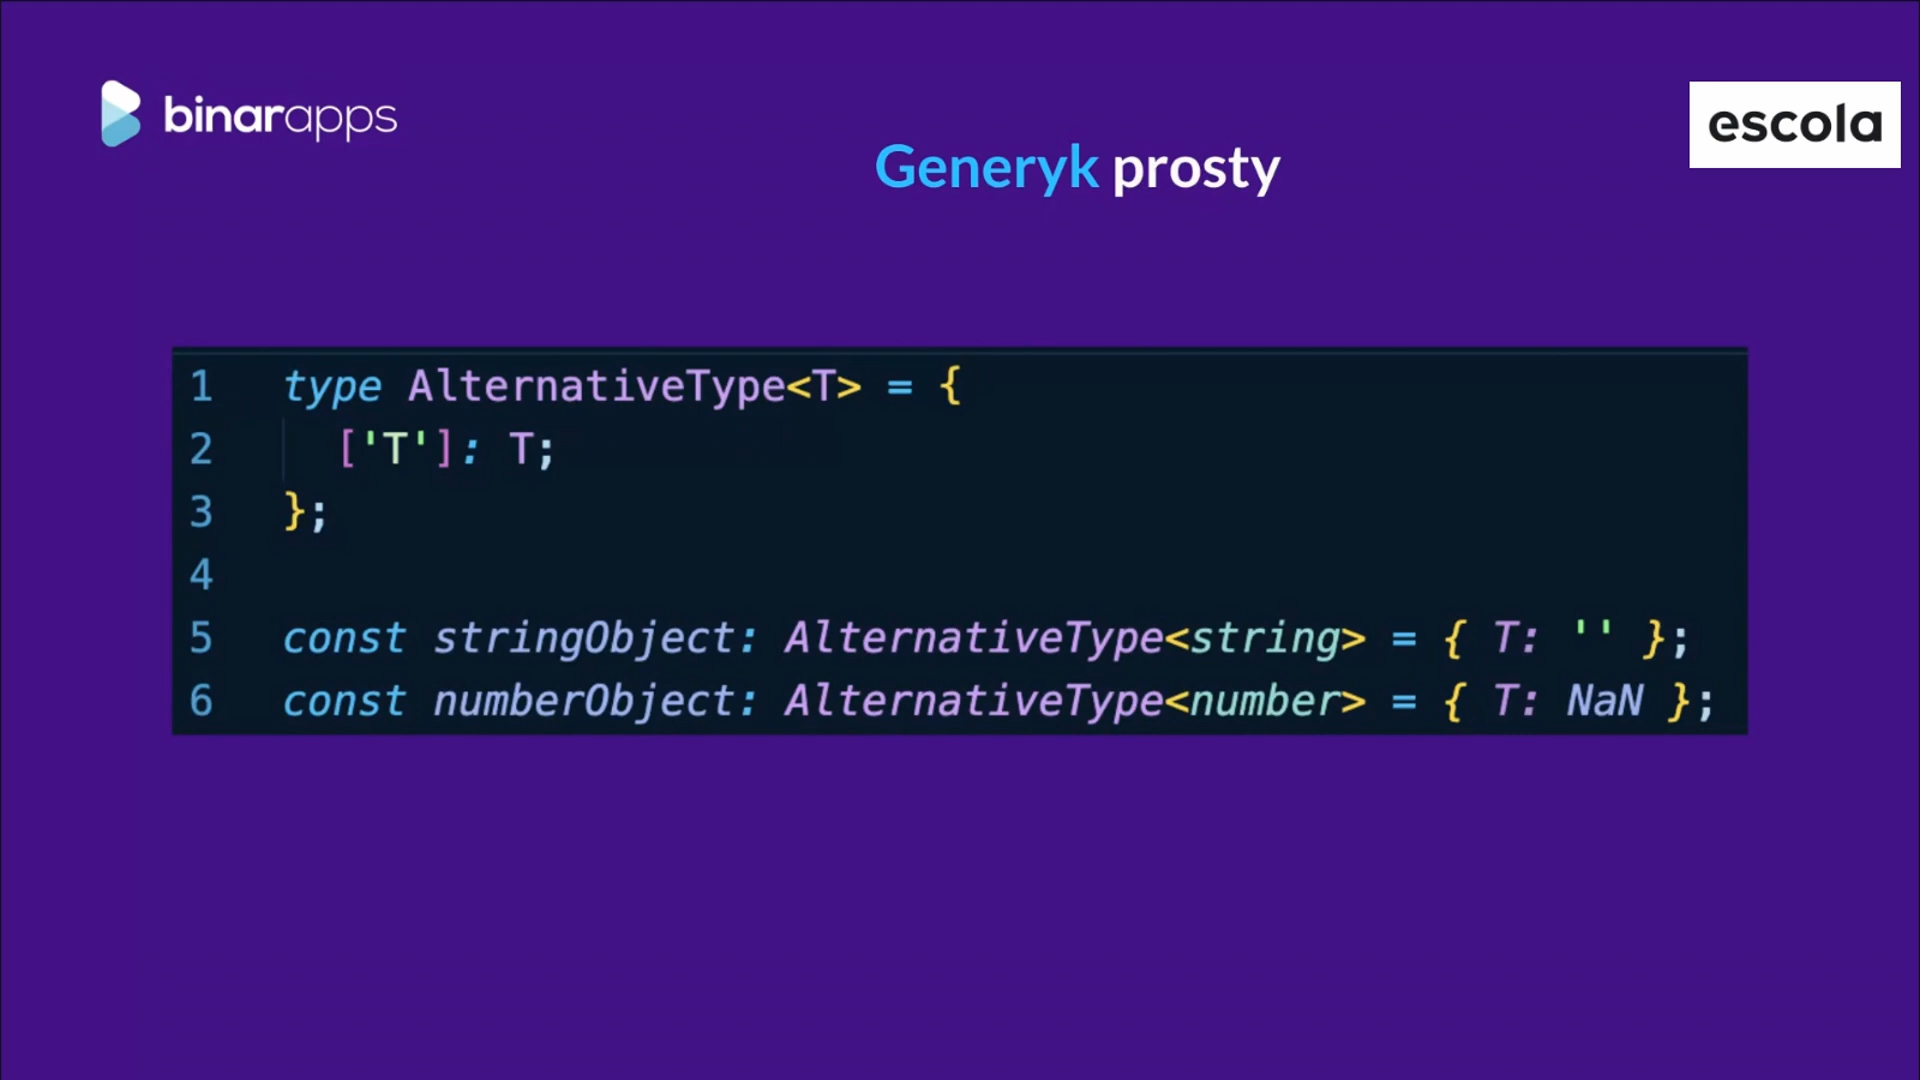 binarapps
escola
Generyk prosty
1 type AlternativeType<T> = {
2 ['T']: T;
3 };
4
5 const stringObject: AlternativeType<string> = { T: '' };
6 const numberObject: AlternativeType<number> = { T: NaN };